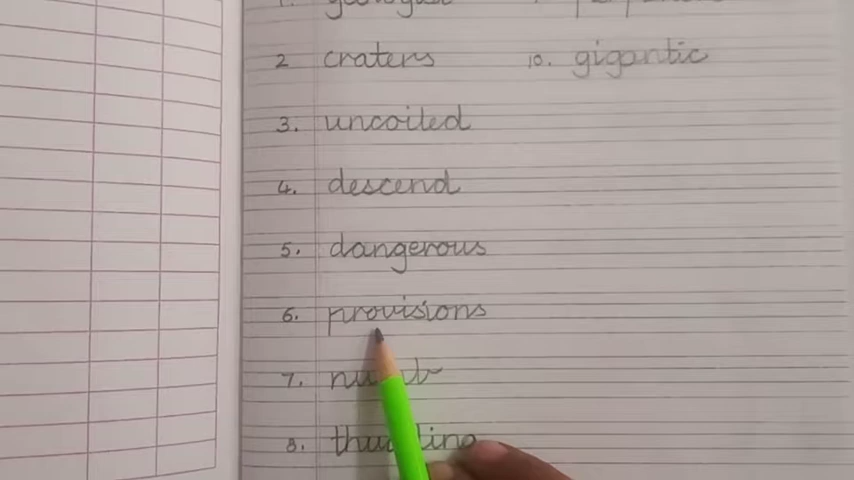 2 craters 10. gigantic
3. uncoiled
4. descend
5. dangerous
6. provisions
7.
8.